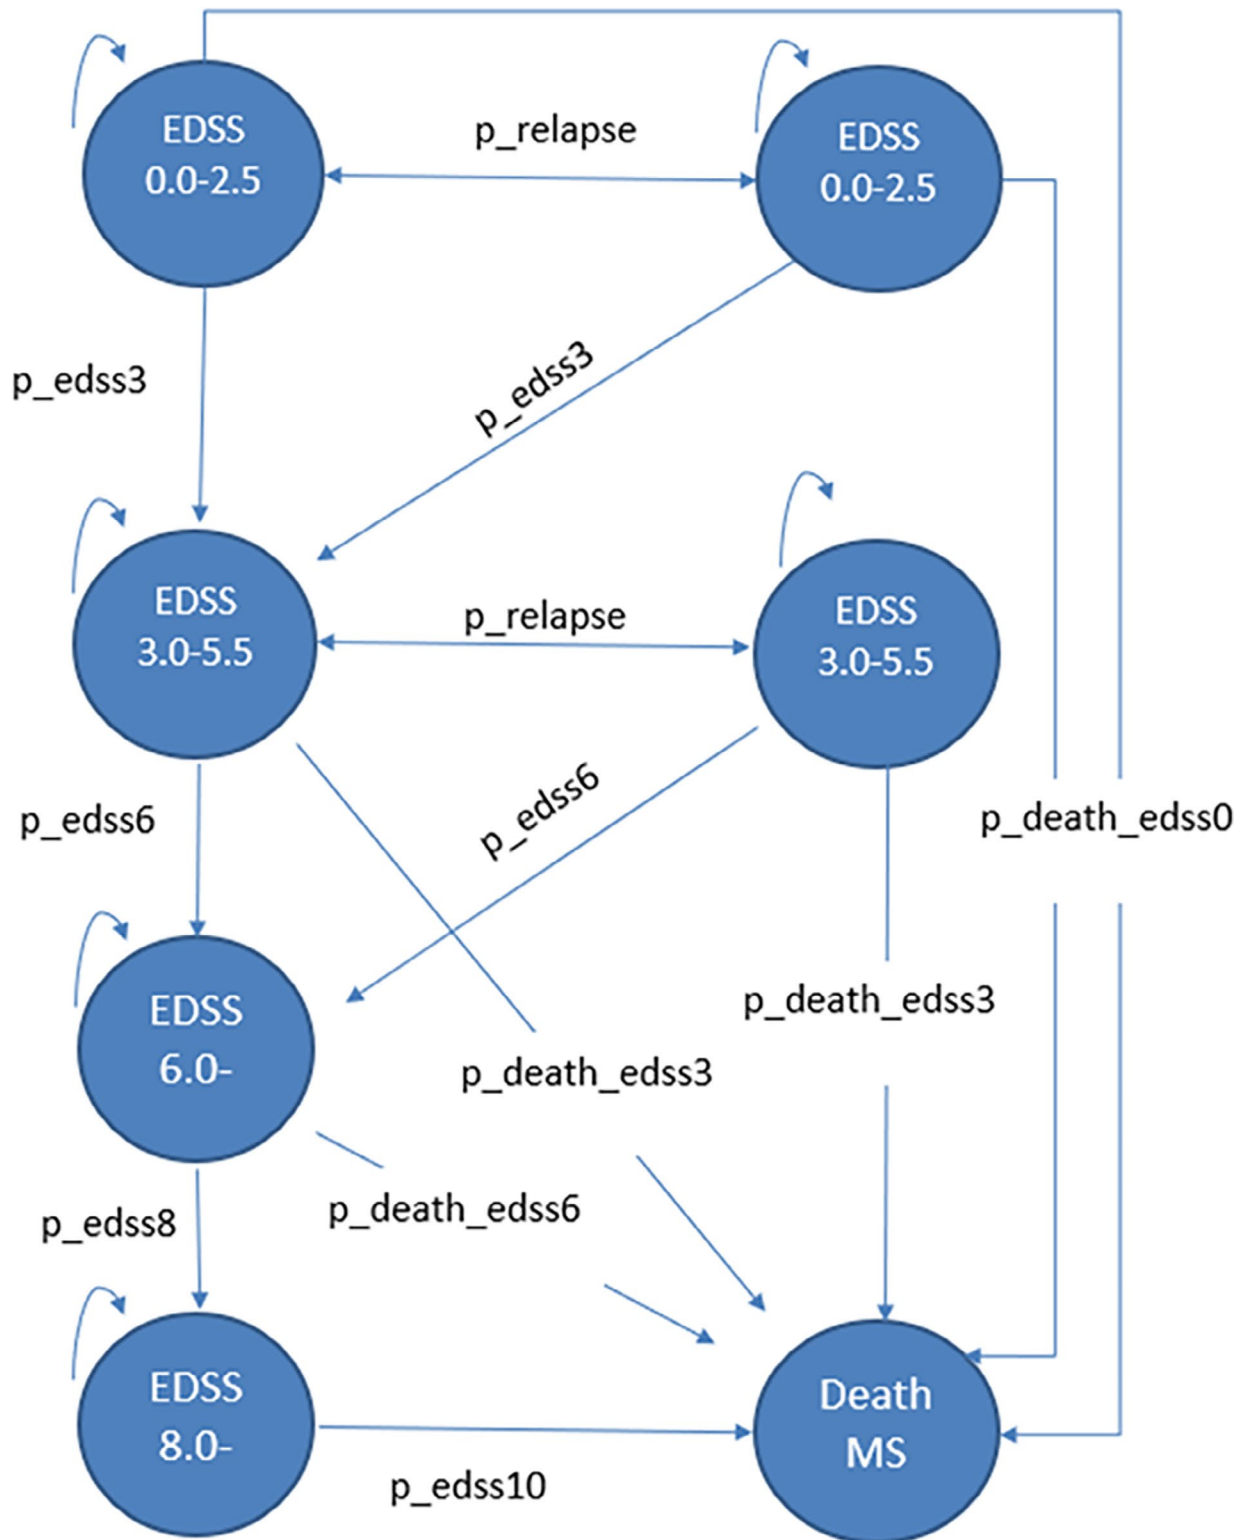 EDSS
0.0-2.5
p_relapse
EDSS
0.0-2.5
p_edss3
p_edss3
EDSS
3.0-5.5
p_relapse
EDSS
3.0-5.5
p_edss6
p_edss6
p_death_edss0
EDSS
6.0-
p_death_edss3
p_death_edss3
p_edss8
p_death_edss6
EDSS
8.0-
p_edss10
Death
MS